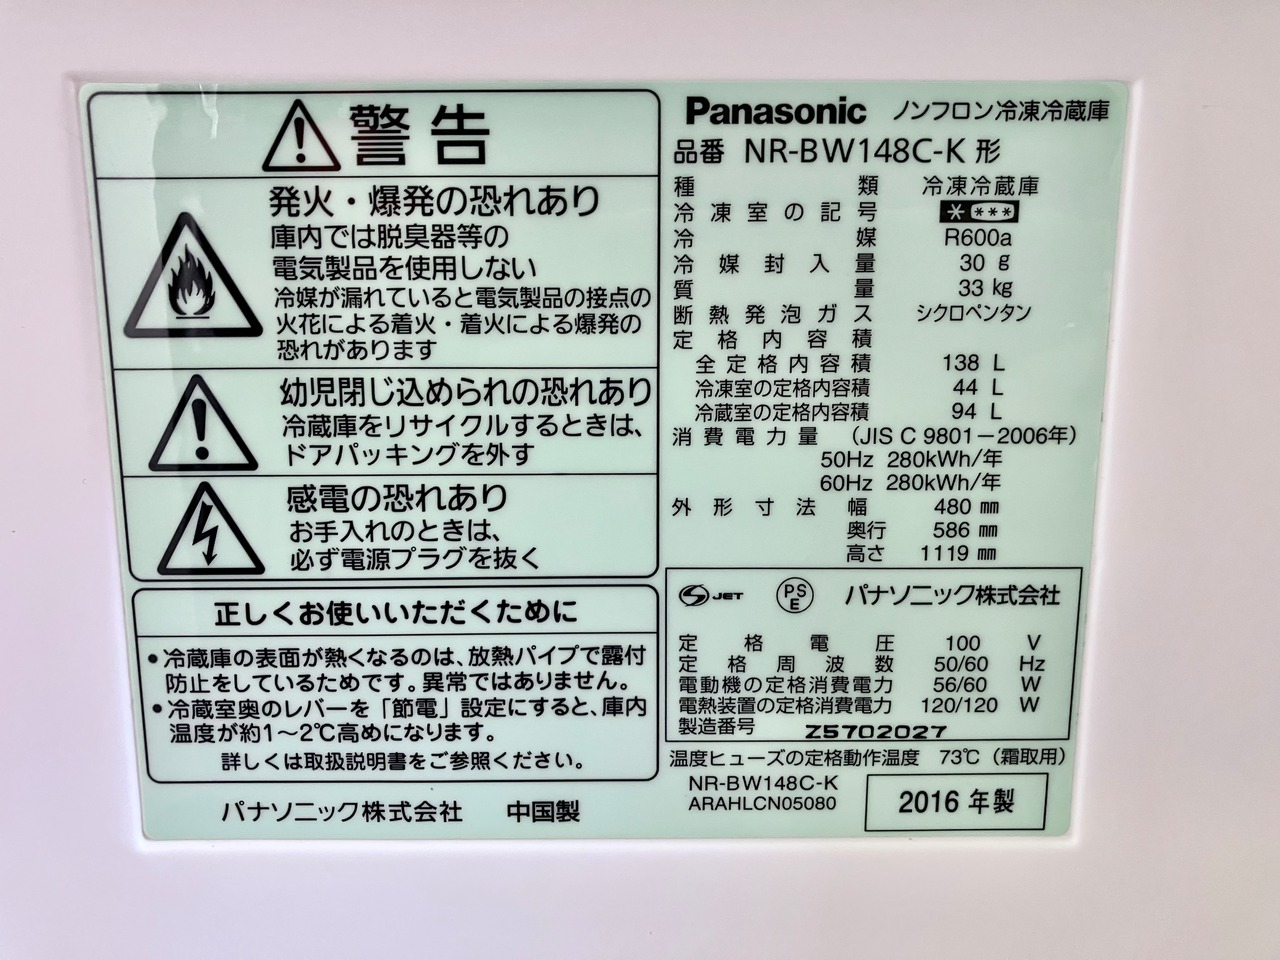 警告
発火・爆発の恐れあり
庫内では脱臭器等の
電気製品を使用しない
冷媒が漏れていると電気製品の接点の
火花による着火・着火による爆発の
恐れがあります
幼児閉じ込められの恐れあり
冷蔵庫をリサイクルするときは、
ドアパッキングを外す
感電の恐れあり
お手入れのときは、
必ず電源プラグを抜く
正しくお使いいただくために
•冷蔵庫の表面が熱くなるのは、放熱パイプで露付
防止をしているためです。異常ではありません。
•冷蔵室奥のレバーを「節電」設定にすると、庫内
温度が約1～2℃高めになります。
詳しくは取扱説明書をご参照ください。
パナソニック株式会社 中国製
Panasonic ノンフロン冷凍冷蔵庫
品番 NR-BW148C-K 形
種類 冷凍冷蔵庫
冷凍室の記号 * ***
冷媒 R600a
冷媒封入量 30 g
質量 33 kg
断熱発泡ガス シクロペンタン
定格内容積
全定格内容積 138 L
冷凍室の定格内容積 44 L
冷蔵室の定格内容積 94 L
消費電力量 (JIS C 9801-2006年)
50Hz 280kWh/年
60Hz 280kWh/年
外形寸法 幅 480 ㎜
奥行 586 ㎜
高さ 1119 ㎜
S JET PSE パナソニック株式会社
定格電圧 100 V
定格周波数 50/60 Hz
電動機の定格消費電力 56/60 W
電熱装置の定格消費電力 120/120 W
製造番号 Z5702027
温度ヒューズの定格動作温度 73℃（霜取用）
NR-BW148C-K
ARAHLCN05080
2016 年製